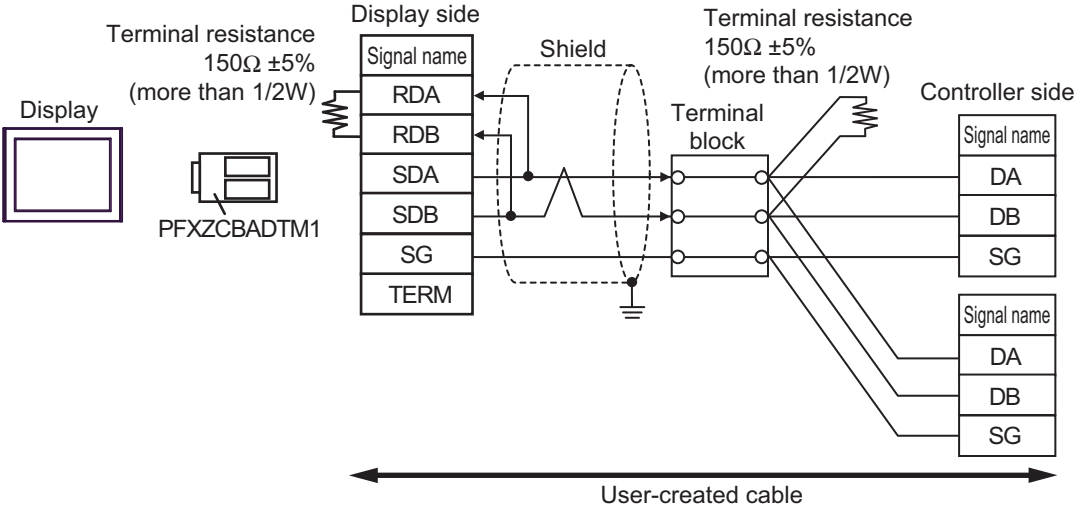 Display side
Terminal resistance
150Ω ±5%
(more than 1/2W)
Display
PFXZCBADTM1
Signal name
RDA
RDB
SDA
SDB
SG
TERM
Shield
Terminal resistance
150Ω ±5%
(more than 1/2W)
Terminal
block
Controller side
Signal name
DA
DB
SG
Signal name
DA
DB
SG
User-created cable